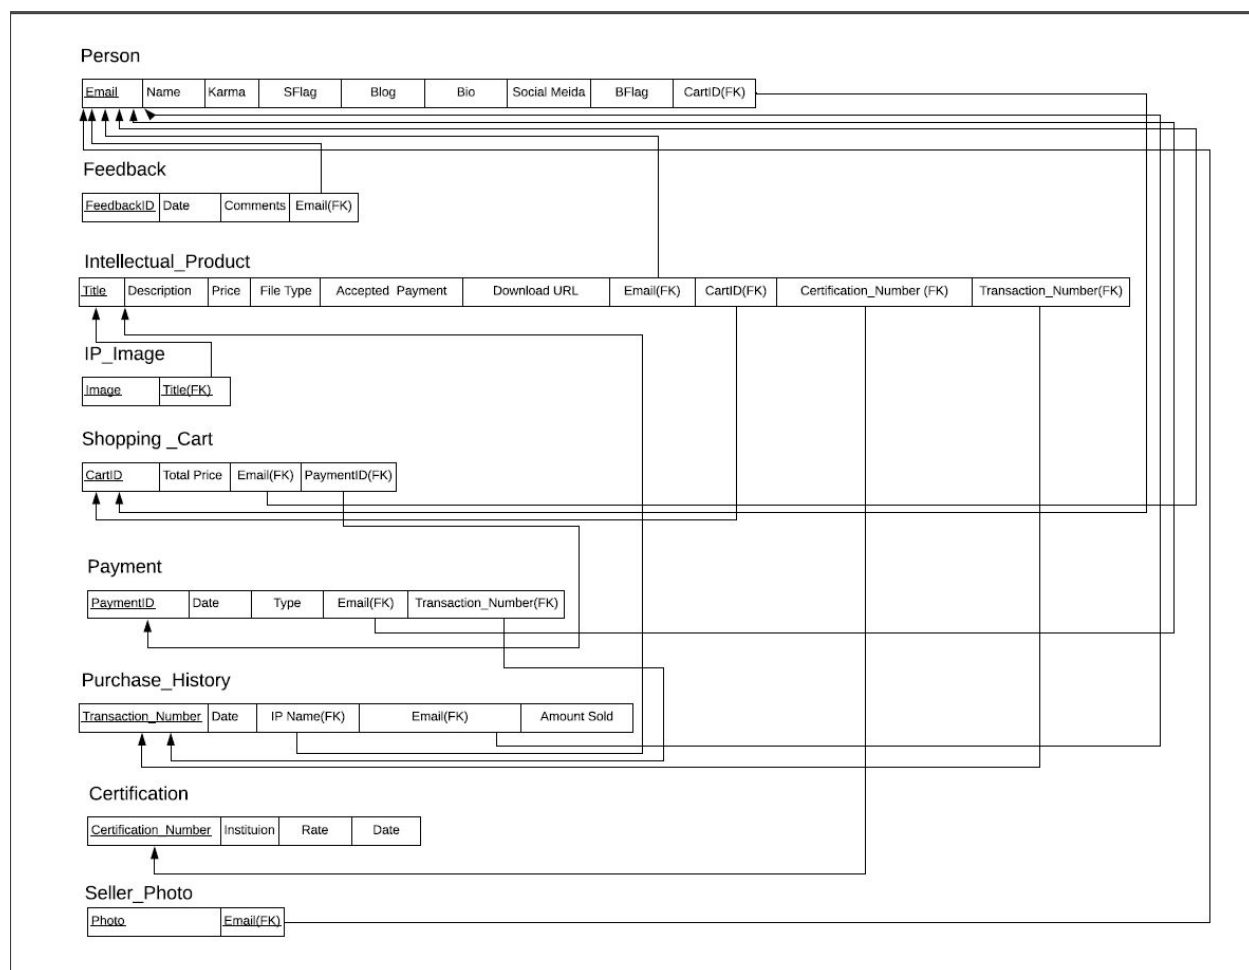 Person
Email Name Karma SFlag Blog Bio Social Meida BFlag CartID(FK)
Feedback
FeedbackID Date Comments Email(FK)
Intellectual_Product
Title Description Price File Type Accepted Payment Download URL Email(FK) CartID(FK) Certification_Number (FK) Transaction_Number(FK)
IP_Image
Image Title(FK)
Shopping _Cart
CartID Total Price Email(FK) PaymentID(FK)
Payment
PaymentID Date Type Email(FK) Transaction_Number(FK)
Purchase_History
Transaction_Number Date IP Name(FK) Email(FK) Amount Sold
Certification
Certification_Number Instituion Rate Date
Seller_Photo
Photo Email(FK)